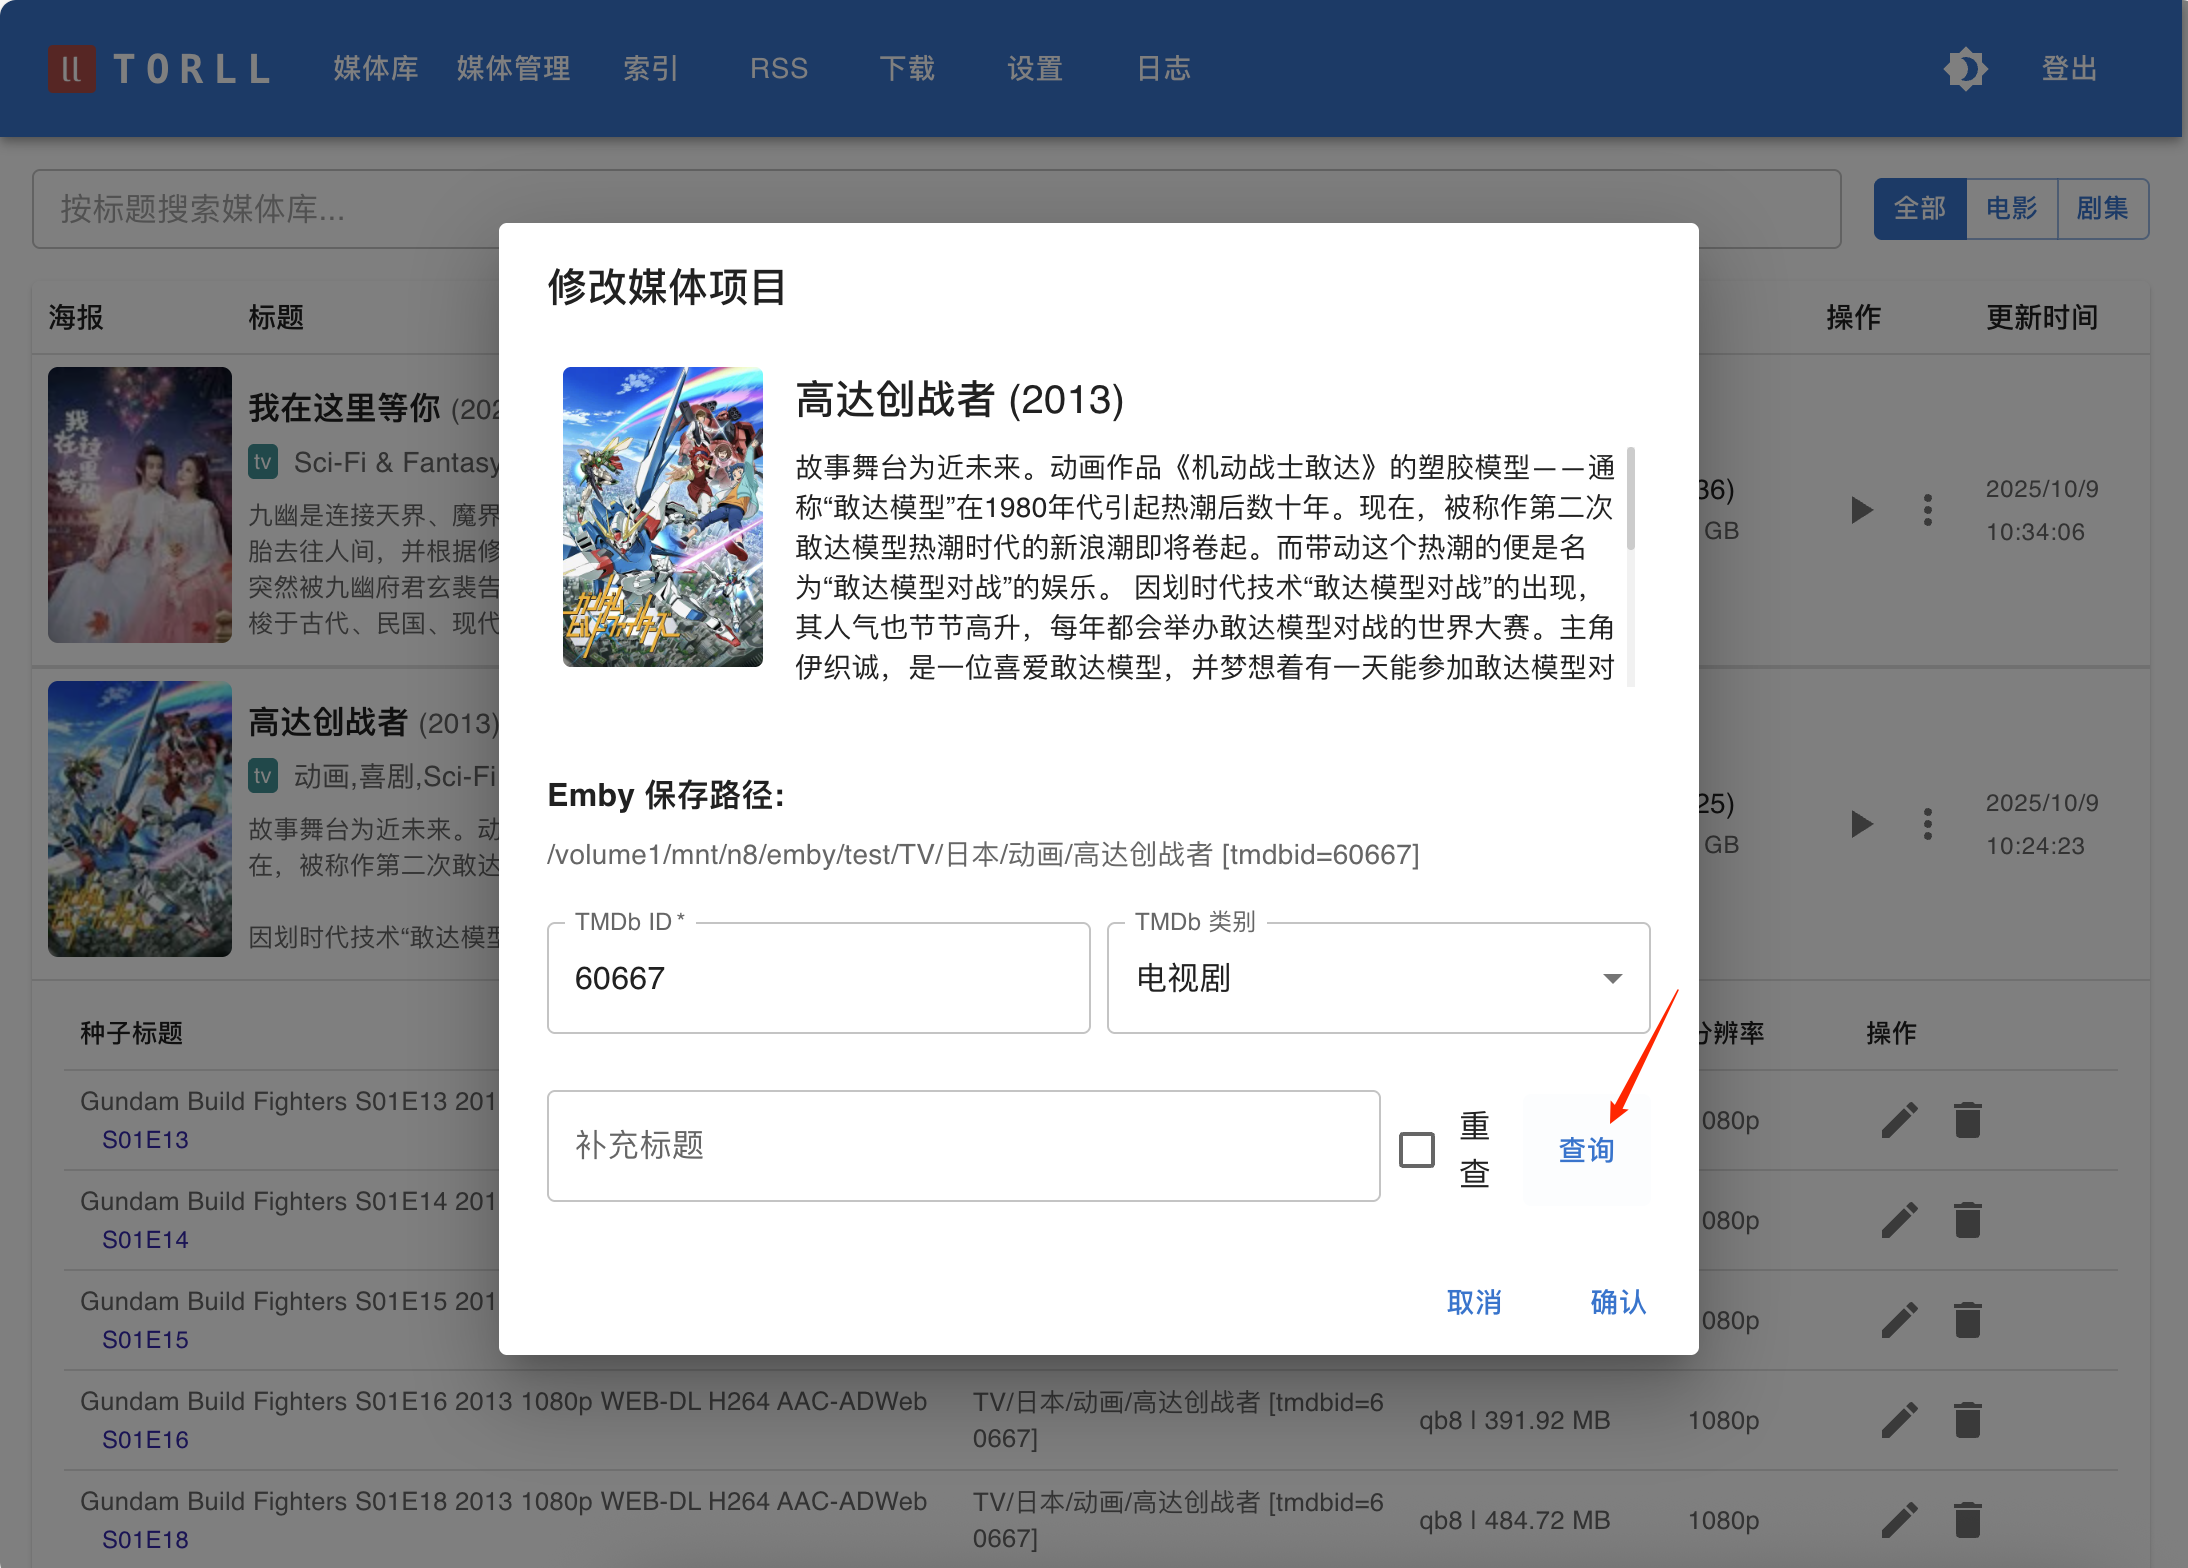 ll TORLL 媒体库 媒体管理 索引 RSS 下载 设置 日志 登出
按标题搜索媒体库...
全部 电影 剧集
海报 标题 操作 更新时间
修改媒体项目
我在这里等你 (202
tv Sci-Fi & Fantasy
九幽是连接天界、魔界
胎去往人间，并根据修
突然被九幽府君玄裴告
梭于古代、民国、现代
36)
GB
2025/10/9
10:34:06
高达创战者 (2013)
故事舞台为近未来。动画作品《机动战士敢达》的塑胶模型——通
称“敢达模型”在1980年代引起热潮后数十年。现在，被称作第二次
敢达模型热潮时代的新浪潮即将卷起。而带动这个热潮的便是名
为“敢达模型对战”的娱乐。 因划时代技术“敢达模型对战”的出现，
其人气也节节高升，每年都会举办敢达模型对战的世界大赛。主角
伊织诚，是一位喜爱敢达模型，并梦想着有一天能参加敢达模型对
高达创战者 (2013)
tv 动画,喜剧,Sci-Fi
故事舞台为近未来。动
在，被称作第二次敢达
因划时代技术“敢达模型
25)
GB
2025/10/9
10:24:23
Emby 保存路径:
/volume1/mnt/n8/emby/test/TV/日本/动画/高达创战者 [tmdbid=60667]
TMDb ID *
60667
TMDb 类别
电视剧
补充标题
重
查
查询
取消 确认
种子标题 分辨率 操作
Gundam Build Fighters S01E13 201
S01E13
080p
Gundam Build Fighters S01E14 201
S01E14
080p
Gundam Build Fighters S01E15 201
S01E15
080p
Gundam Build Fighters S01E16 2013 1080p WEB-DL H264 AAC-ADWeb
S01E16
TV/日本/动画/高达创战者 [tmdbid=6
0667]
qb8 | 391.92 MB
1080p
Gundam Build Fighters S01E18 2013 1080p WEB-DL H264 AAC-ADWeb
S01E18
TV/日本/动画/高达创战者 [tmdbid=6
0667]
qb8 | 484.72 MB
1080p
我在这里等你
ガンダム
ビルドファイターズ